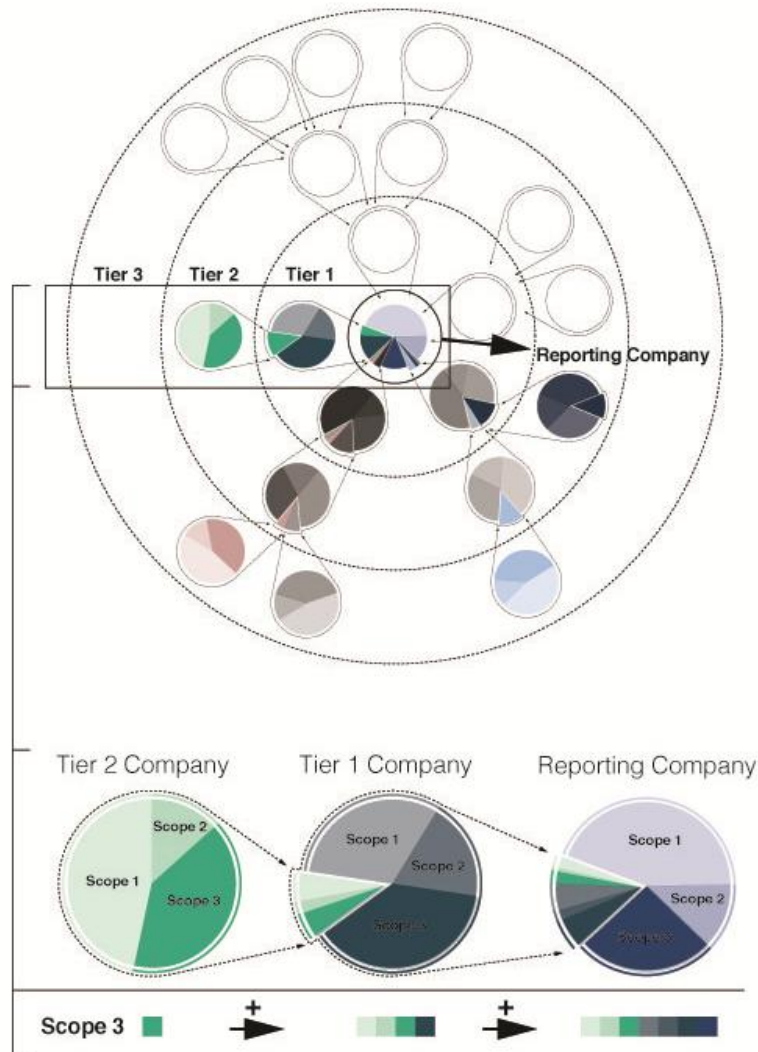 Tier 3 Tier 2 Tier 1
Reporting Company
Tier 2 Company Tier 1 Company Reporting Company
Scope 2
Scope 1
Scope 3
Scope 1
Scope 2
Scope 1
Scope 2
Scope 3 + +